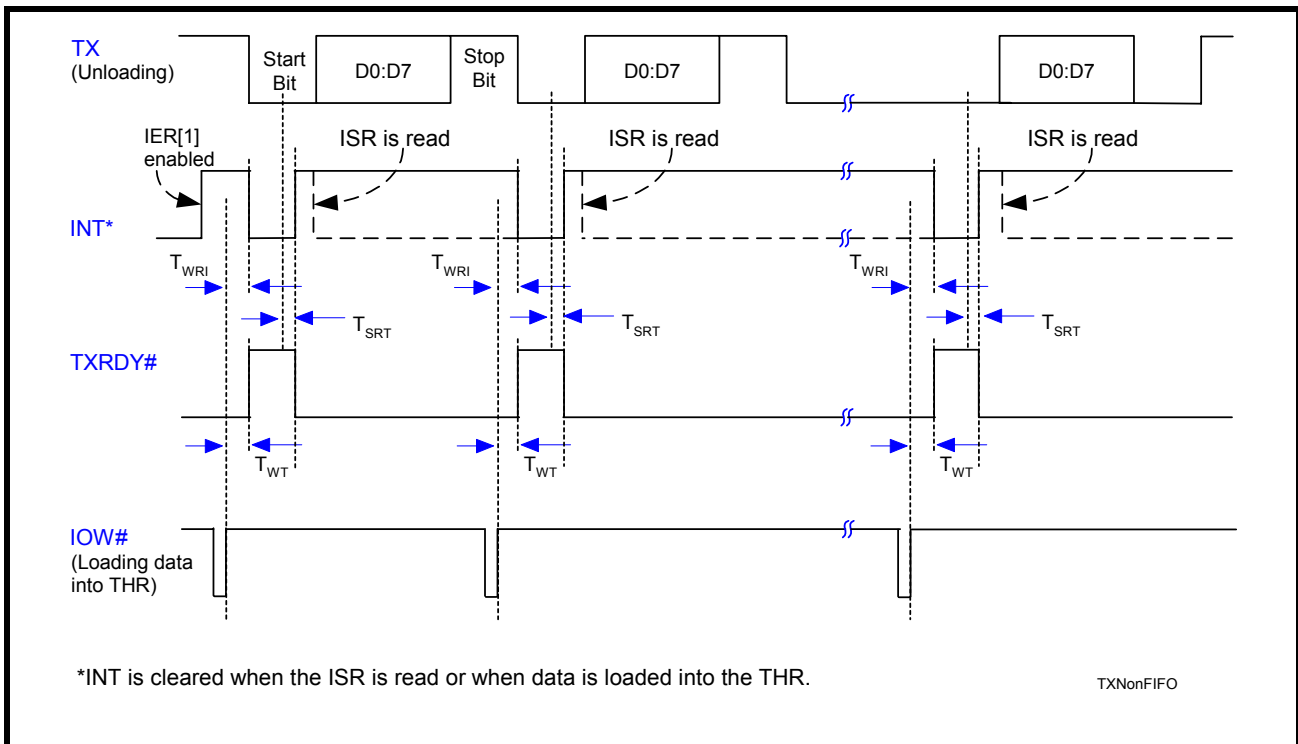 TX
(Unloading)
Start
Bit
D0:D7
Stop
Bit
D0:D7
D0:D7
IER[1]
enabled
ISR is read
ISR is read
ISR is read
INT*
TWRI
TWRI
TWRI
TSRT
TSRT
TSRT
TXRDY#
TWT
TWT
TWT
IOW#
(Loading data
into THR)
*INT is cleared when the ISR is read or when data is loaded into the THR.
TXNonFIFO